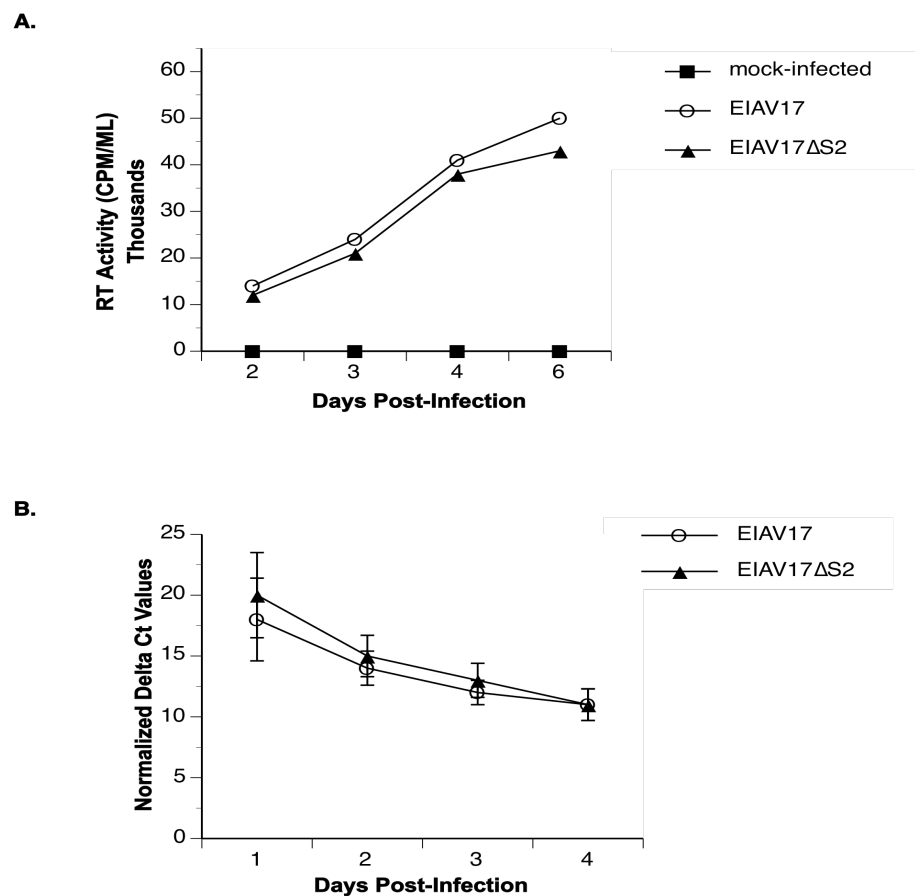 A.
RT Activity (CPM/ML)
Thousands
60
50
40
30
20
10
0
2 3 4 6
Days Post-Infection
mock-infected
EIAV17
EIAV17ΔS2
B.
Normalized Delta Ct Values
25
20
15
10
5
0
1 2 3 4
Days Post-Infection
EIAV17
EIAV17ΔS2